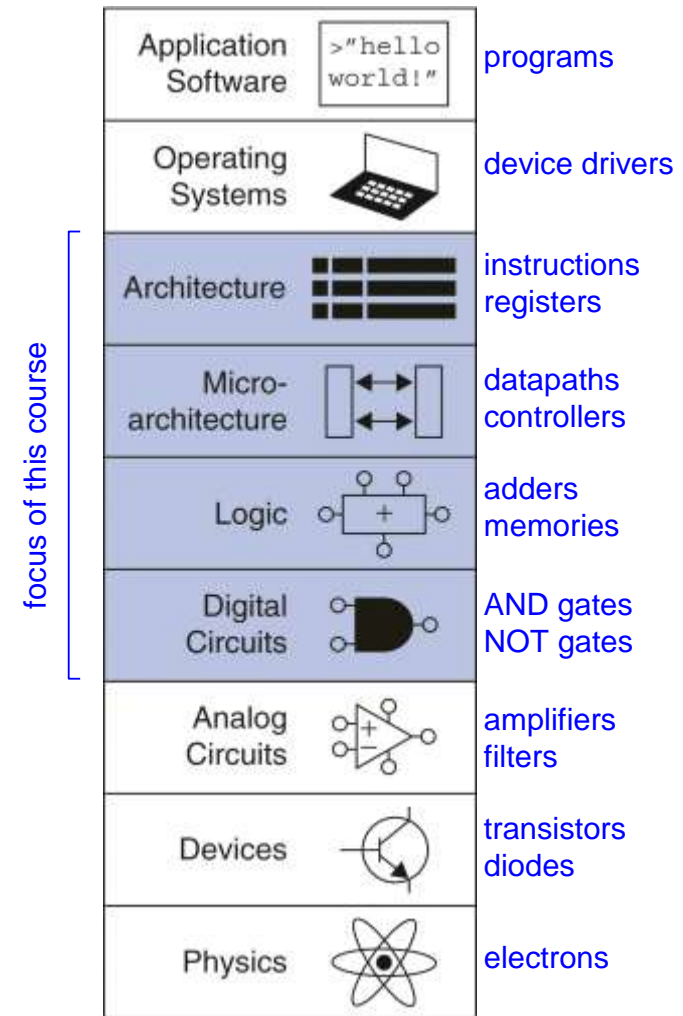 Application
Software
>"hello
world!"
programs
Operating
Systems
device drivers
focus of this course
Architecture
instructions
registers
Micro-
architecture
datapaths
controllers
Logic
+
adders
memories
Digital
Circuits
AND gates
NOT gates
Analog
Circuits
+
−
amplifiers
filters
Devices
transistors
diodes
Physics
electrons